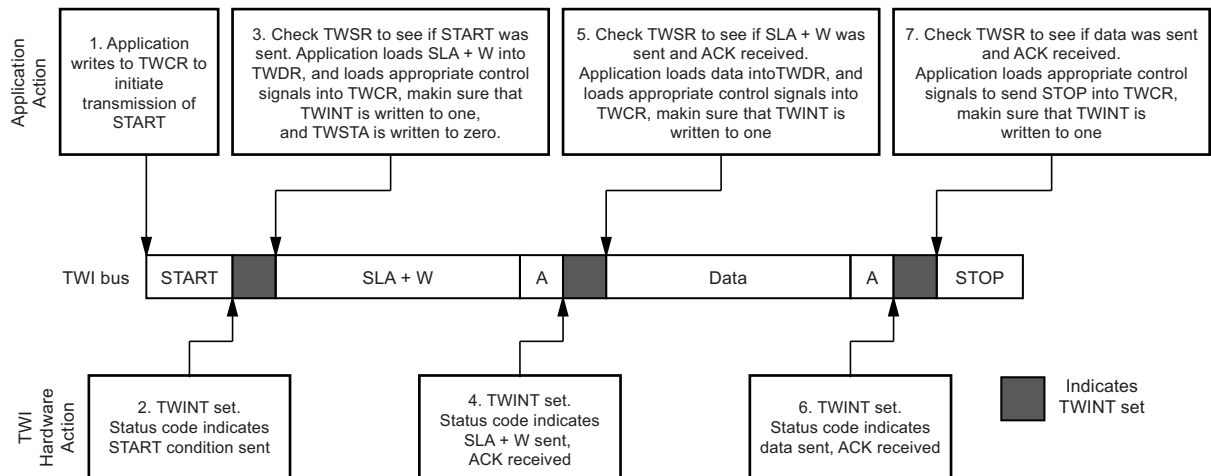 Application
Action
1. Application
writes to TWCR to
initiate
transmission of
START
3. Check TWSR to see if START was
sent. Application loads SLA + W into
TWDR, and loads appropriate control
signals into TWCR, makin sure that
TWINT is written to one,
and TWSTA is written to zero.
5. Check TWSR to see if SLA + W was
sent and ACK received.
Application loads data intoTWDR, and
loads appropriate control signals into
TWCR, makin sure that TWINT is
written to one
7. Check TWSR to see if data was sent
and ACK received.
Application loads appropriate control
signals to send STOP into TWCR,
makin sure that TWINT is
written to one
TWI bus
START
SLA + W
A
Data
A
STOP
TWI
Hardware
Action
2. TWINT set.
Status code indicates
START condition sent
4. TWINT set.
Status code indicates
SLA + W sent,
ACK received
6. TWINT set.
Status code indicates
data sent, ACK received
Indicates
TWINT set